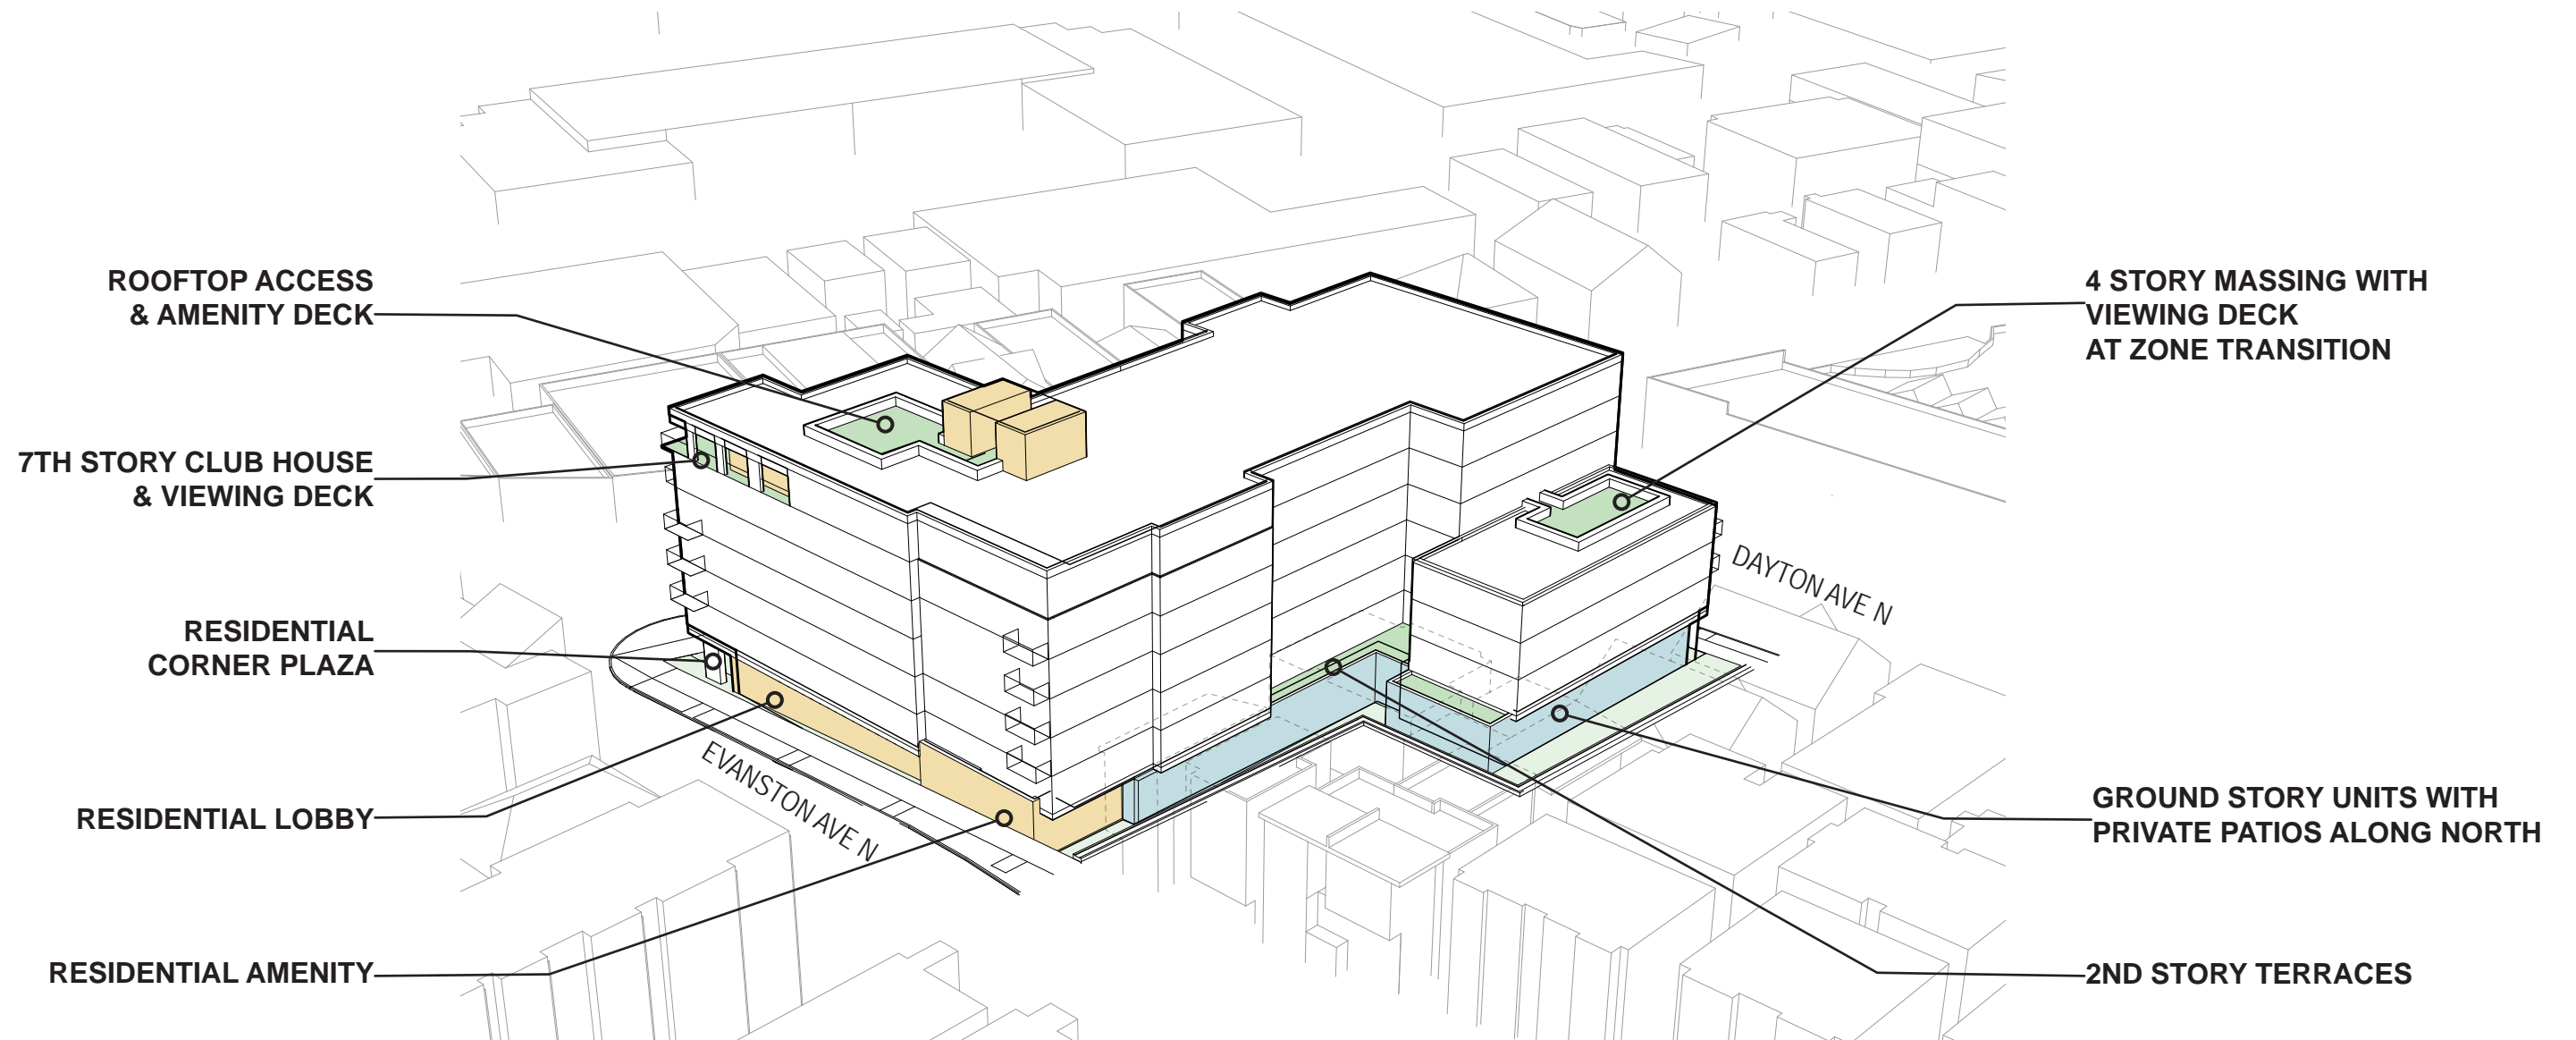 ROOFTOP ACCESS
& AMENITY DECK
7TH STORY CLUB HOUSE
& VIEWING DECK
RESIDENTIAL
CORNER PLAZA
RESIDENTIAL LOBBY
RESIDENTIAL AMENITY
EVANSTON AVE N
DAYTON AVE N
4 STORY MASSING WITH
VIEWING DECK
AT ZONE TRANSITION
GROUND STORY UNITS WITH
PRIVATE PATIOS ALONG NORTH
2ND STORY TERRACES